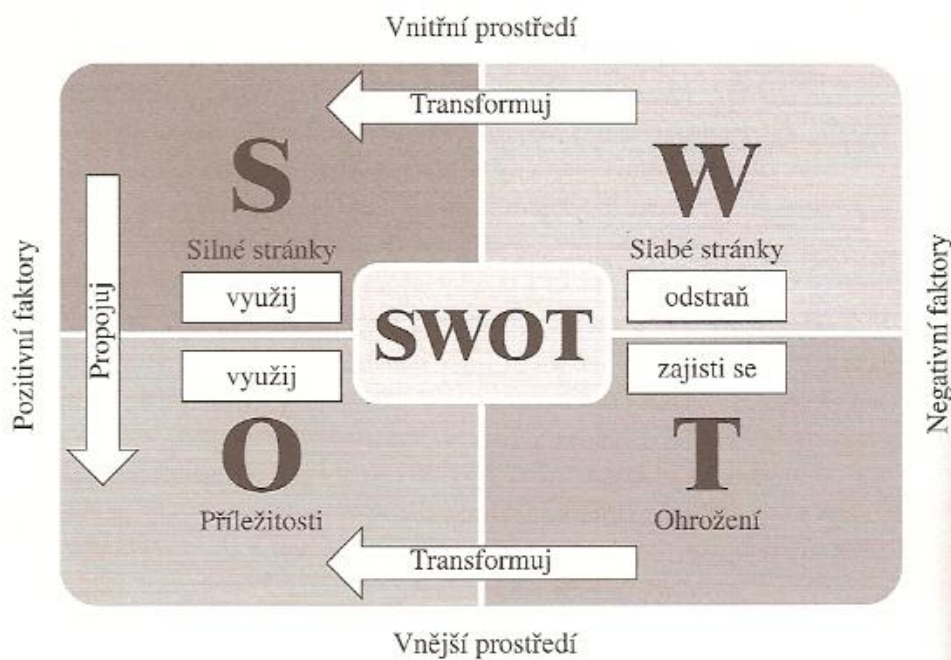 Vnitřní prostředí
Transformuj
S
W
Silné stránky
Slabé stránky
využij
odstraň
Pozitivní faktory
Propojuj
SWOT
Negativní faktory
využij
zajisti se
O
T
Příležitosti
Ohrožení
Transformuj
Vnější prostředí